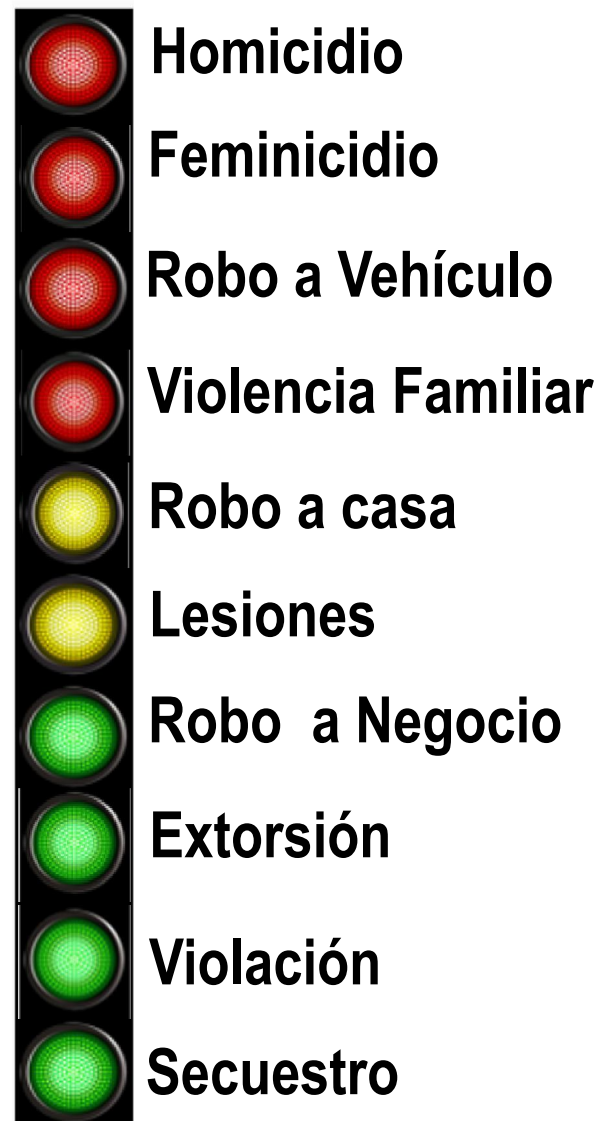 Homicidio
Feminicidio
Robo a Vehículo
Violencia Familiar
Robo a casa
Lesiones
Robo a Negocio
Extorsión
Violación
Secuestro